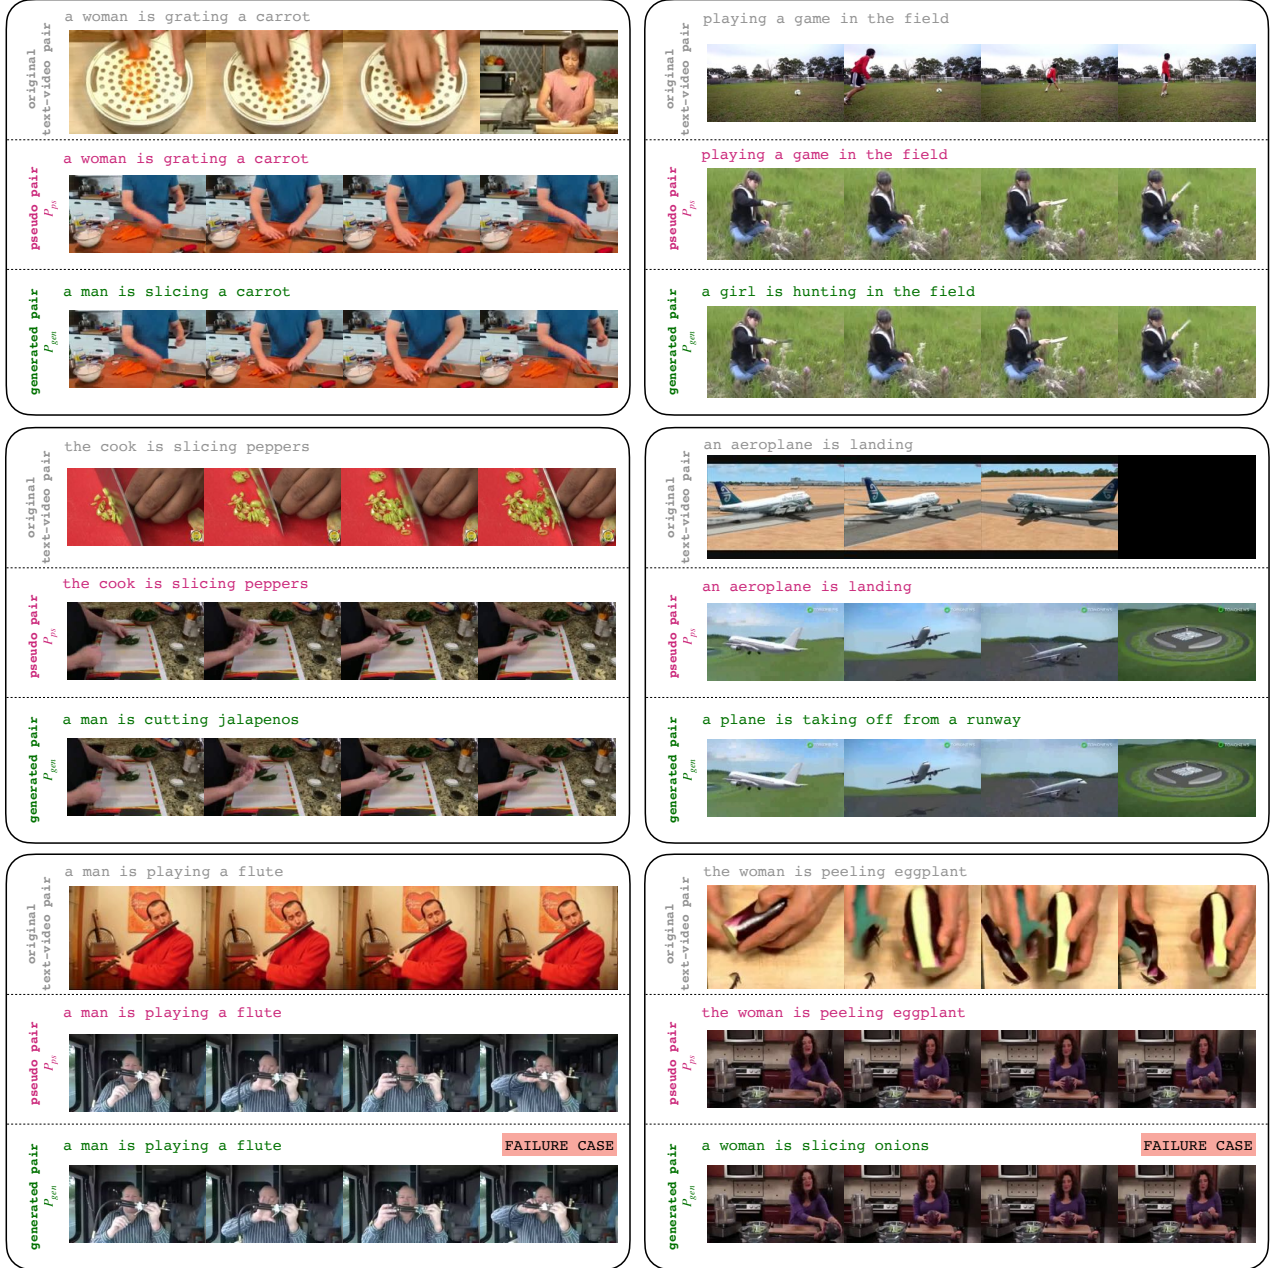 a woman is grating a carrot
original
text-video pair
a woman is grating a carrot
pseudo pair
P_ps
a man is slicing a carrot
generated pair
P_gen
playing a game in the field
original
text-video pair
playing a game in the field
pseudo pair
P_ps
a girl is hunting in the field
generated pair
P_gen
the cook is slicing peppers
original
text-video pair
the cook is slicing peppers
pseudo pair
P_ps
a man is cutting jalapenos
generated pair
P_gen
an aeroplane is landing
original
text-video pair
an aeroplane is landing
pseudo pair
P_ps
a plane is taking off from a runway
generated pair
P_gen
a man is playing a flute
original
text-video pair
a man is playing a flute
pseudo pair
P_ps
a man is playing a flute
FAILURE CASE
generated pair
P_gen
the woman is peeling eggplant
original
text-video pair
the woman is peeling eggplant
pseudo pair
P_ps
a woman is slicing onions
FAILURE CASE
generated pair
P_gen